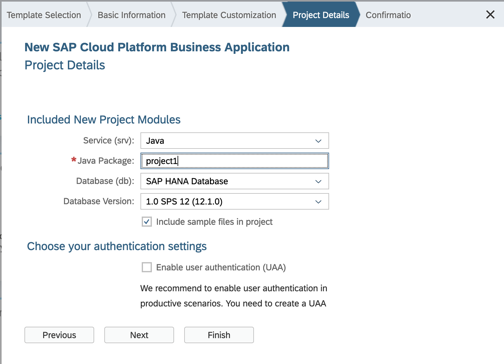 Template Selection Basic Information Template Customization Project Details Confirmatio
New SAP Cloud Platform Business Application
Project Details
Included New Project Modules
Service (srv): Java
*Java Package: project1
Database (db): SAP HANA Database
Database Version: 1.0 SPS 12 (12.1.0)
Include sample files in project
Choose your authentication settings
Enable user authentication (UAA)
We recommend to enable user authentication in
productive scenarios. You need to create a UAA
Previous Next Finish